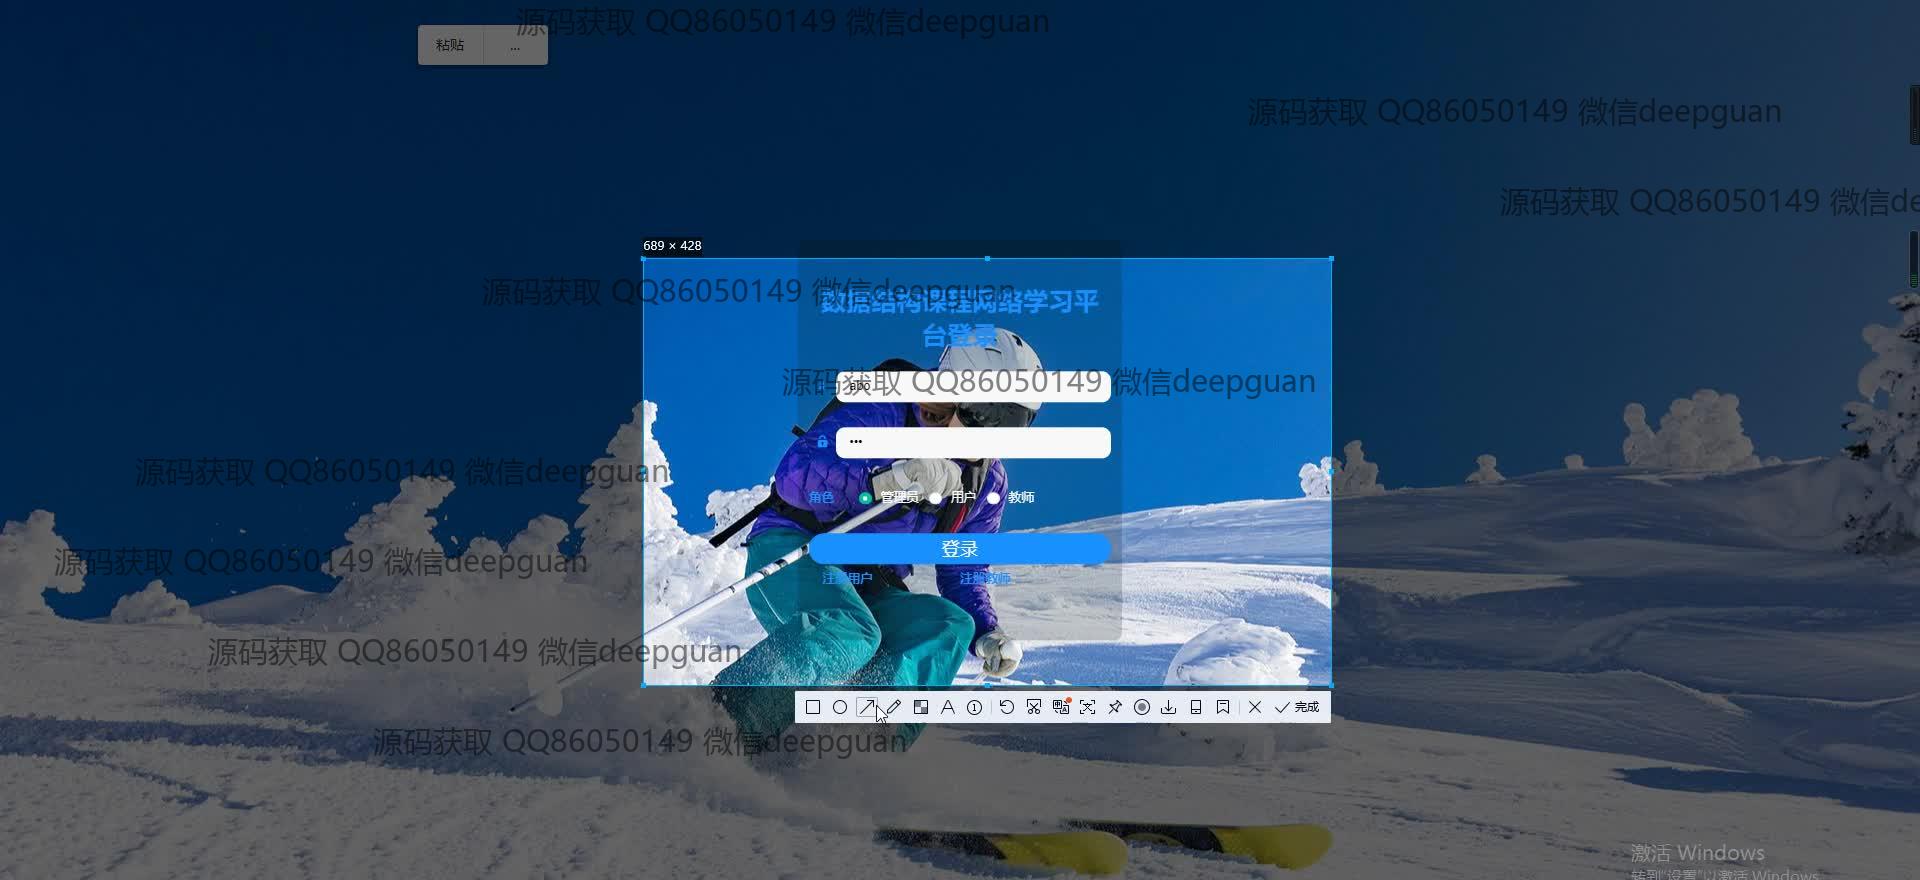 源码获取 QQ86050149 微信deepguan
粘贴
...
源码获取 QQ86050149 微信deepguan
源码获取 QQ86050149 微信de
689 × 428
源码获取 QQ86050149 微信deepguan
数据结构课程网络学习平
台登录
源码获取 QQ86050149 微信deepguan
abo
•••
源码获取 QQ86050149 微信deepguan
角色 管理员 用户 教师
登录
源码获取 QQ86050149 微信deepguan
注册用户 注册教师
源码获取 QQ86050149 微信deepguan
完成
源码获取 QQ86050149 微信deepguan
激活 Windows
转到"设置"以激活 Windows